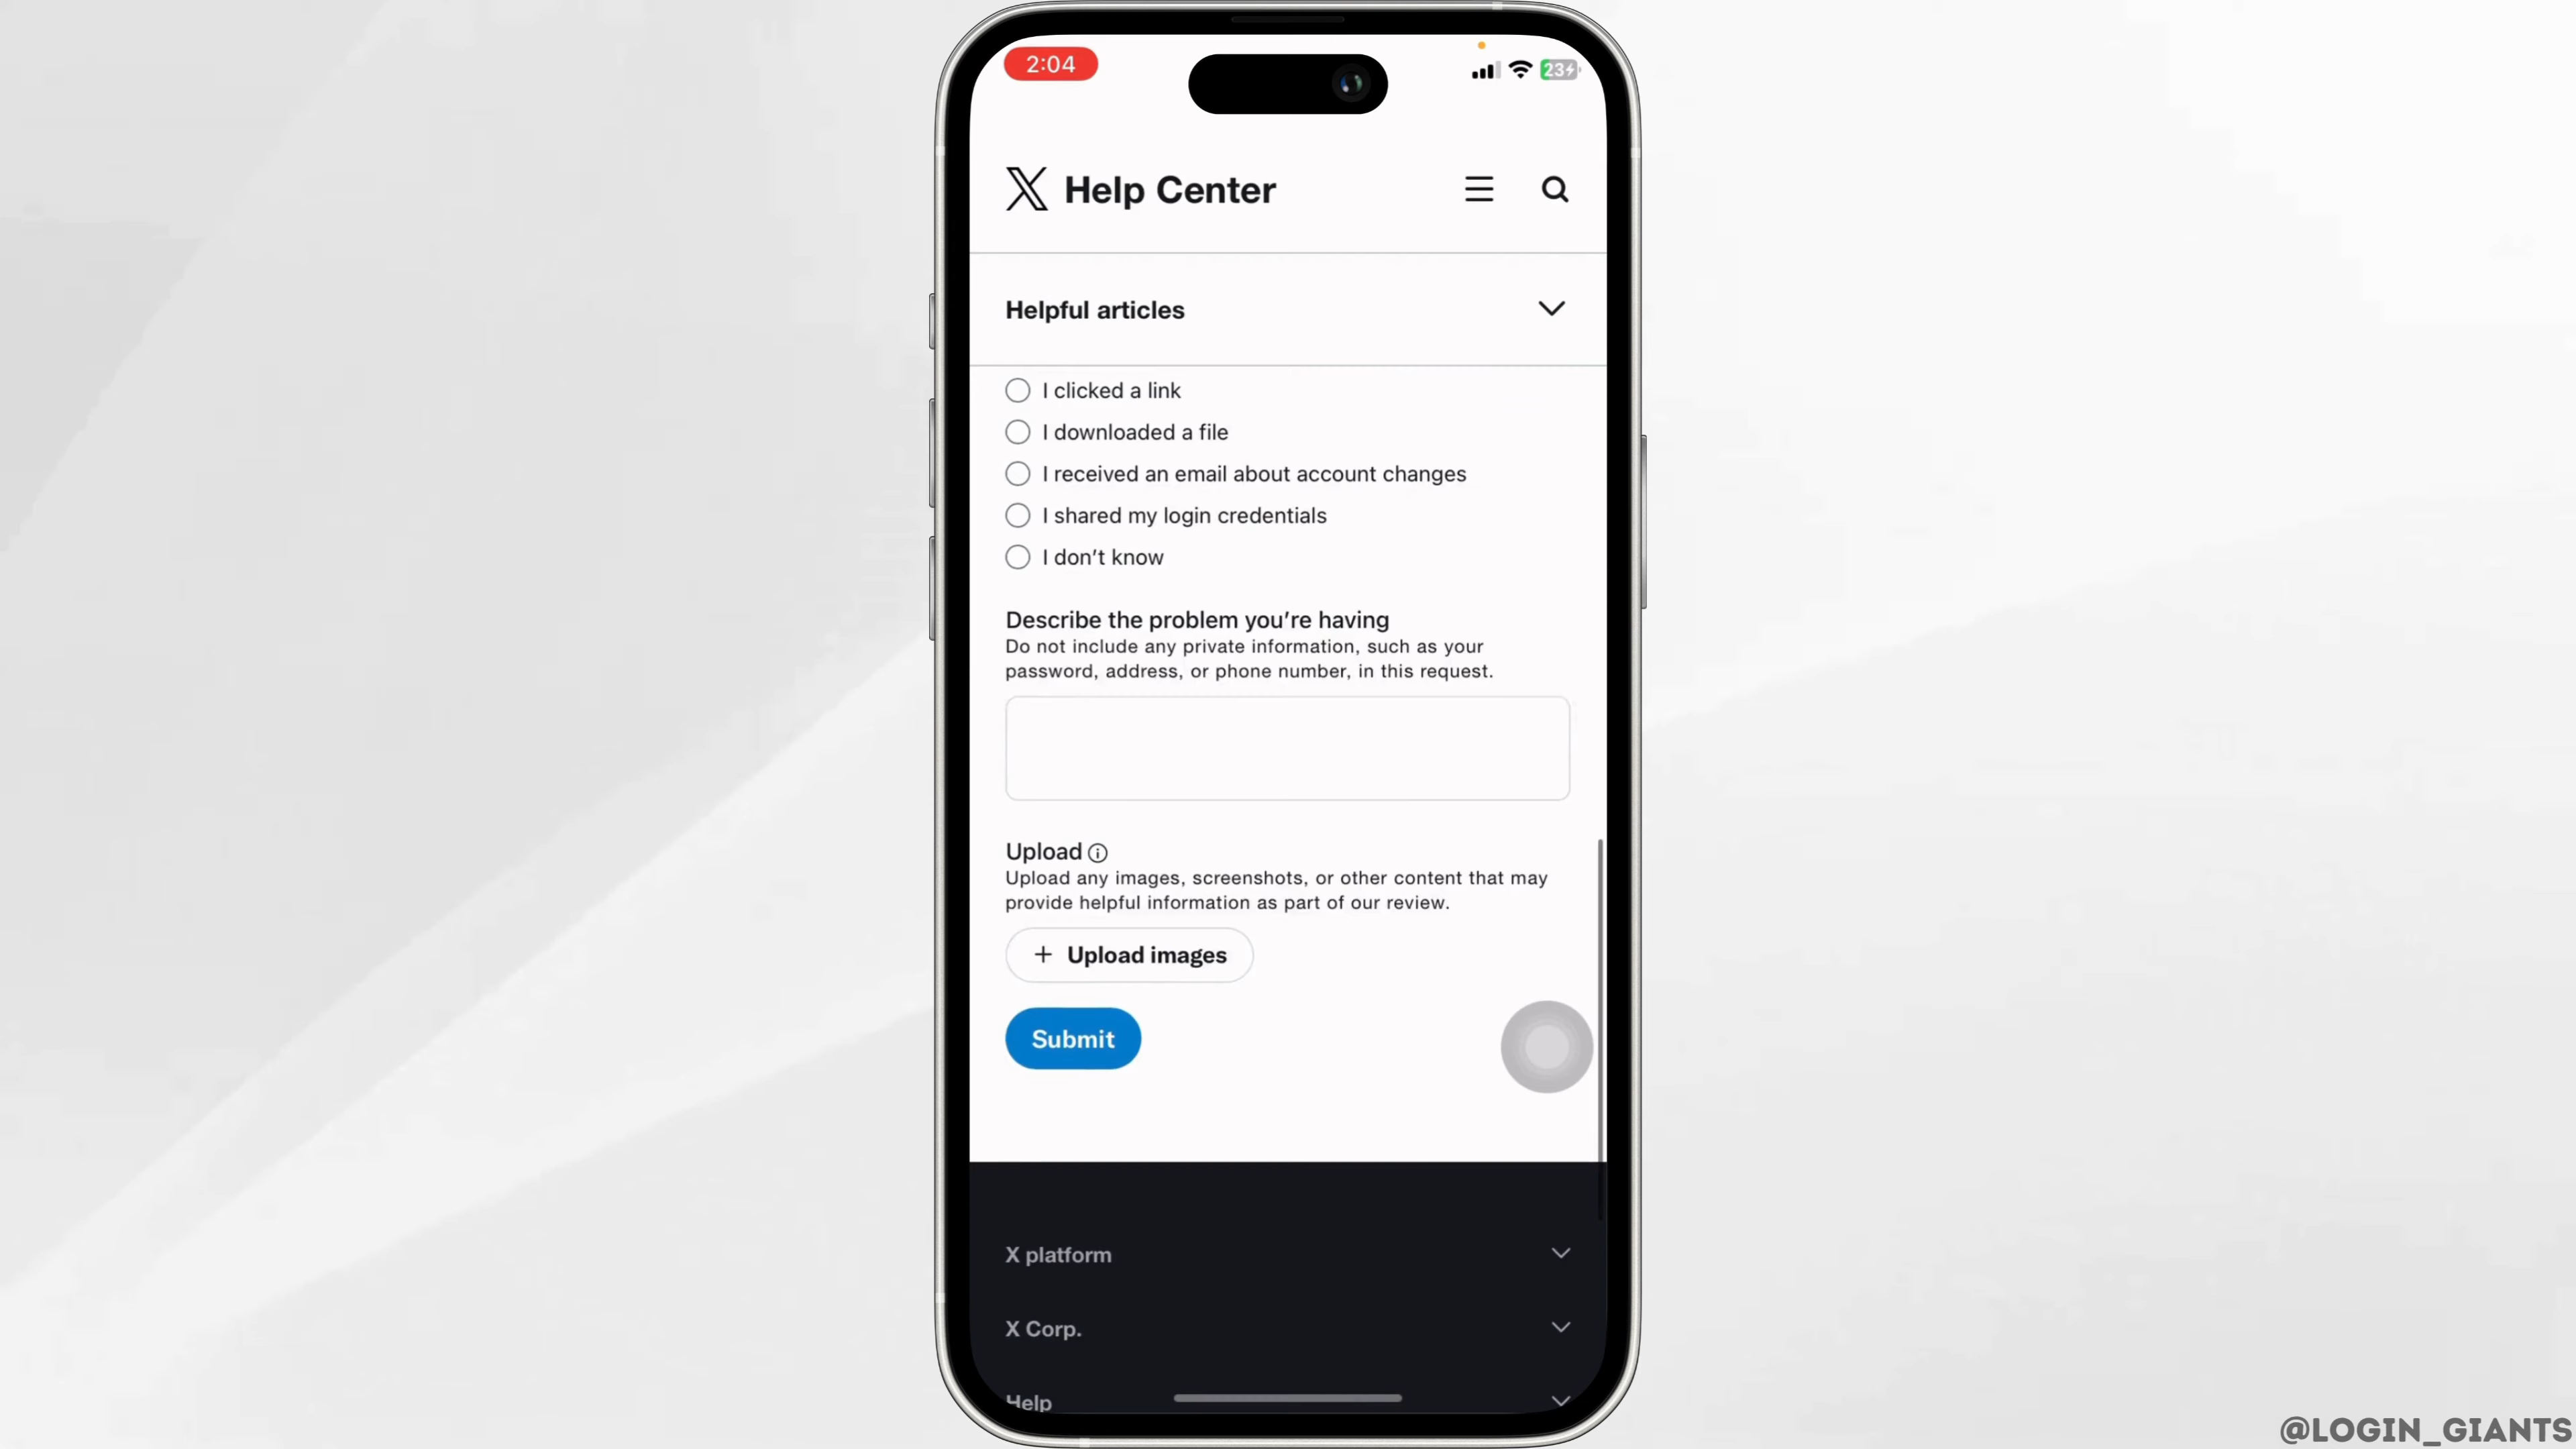 2:04
23
X Help Center
Helpful articles
I clicked a link
I downloaded a file
I received an email about account changes
I shared my login credentials
I don’t know
Describe the problem you’re having
Do not include any private information, such as your
password, address, or phone number, in this request.
Upload
Upload any images, screenshots, or other content that may
provide helpful information as part of our review.
+ Upload images
Submit
X platform
X Corp.
Help
@LOGIN_GIANTS